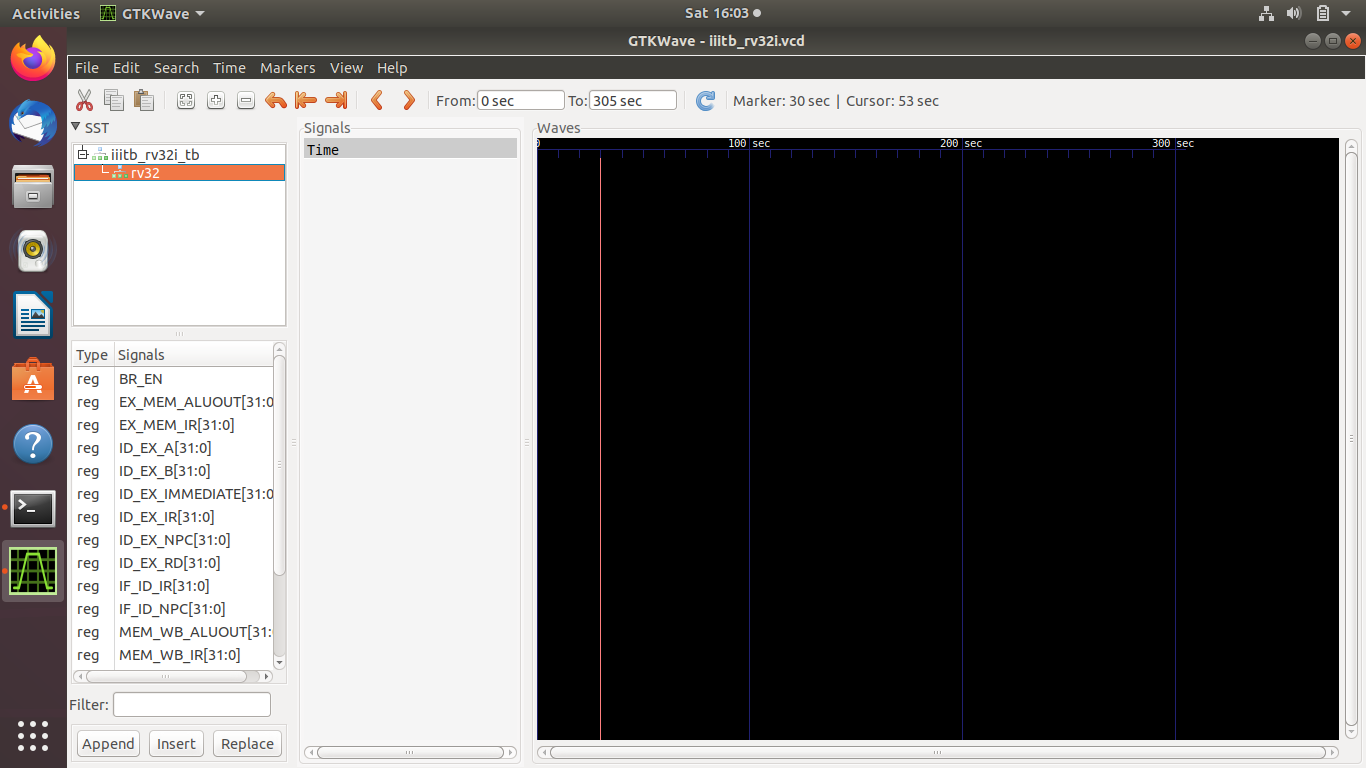 Activities GTKWave Sat 16:03
GTKWave - iiitb_rv32i.vcd
File Edit Search Time Markers View Help
From: 0 sec To: 305 sec Marker: 30 sec | Cursor: 53 sec
SST
iiitb_rv32i_tb
rv32
Type Signals
reg BR_EN
reg EX_MEM_ALUOUT[31:0
reg EX_MEM_IR[31:0]
reg ID_EX_A[31:0]
reg ID_EX_B[31:0]
reg ID_EX_IMMEDIATE[31:0
reg ID_EX_IR[31:0]
reg ID_EX_NPC[31:0]
reg ID_EX_RD[31:0]
reg IF_ID_IR[31:0]
reg IF_ID_NPC[31:0]
reg MEM_WB_ALUOUT[31:
reg MEM_WB_IR[31:0]
Filter:
Append Insert Replace
Signals
Time
Waves
0 100 sec 200 sec 300 sec